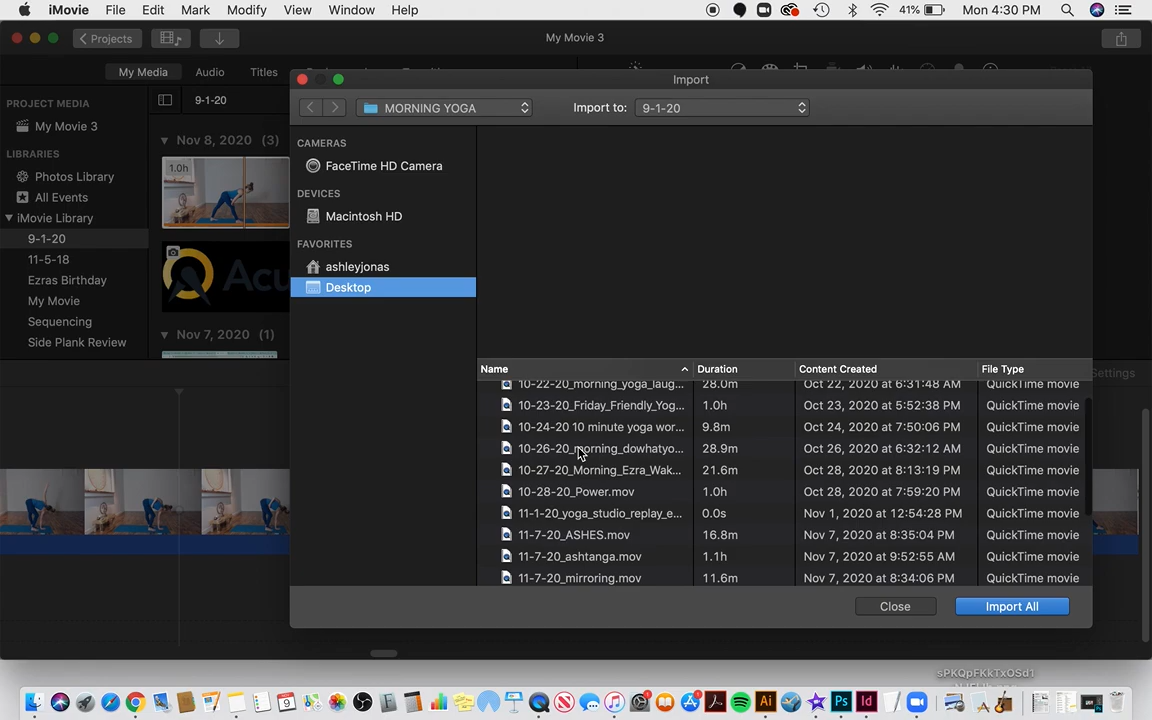 iMovie File Edit Mark Modify View Window Help 41% Mon 4:30 PM
Projects My Movie 3
My Media Audio Titles
Import
PROJECT MEDIA
My Movie 3
LIBRARIES
Photos Library
All Events
iMovie Library
9-1-20
11-5-18
Ezras Birthday
My Movie
Sequencing
Side Plank Review
9-1-20
Nov 8, 2020 (3)
1.0h
Acu
Nov 7, 2020 (1)
MORNING YOGA Import to: 9-1-20
CAMERAS
FaceTime HD Camera
DEVICES
Macintosh HD
FAVORITES
ashleyjonas
Desktop
Name Duration Content Created File Type
10-22-20_morning_yoga_laug... 28.0m Oct 22, 2020 at 6:31:48 AM QuickTime movie
10-23-20_Friday_Friendly_Yog... 1.0h Oct 23, 2020 at 5:52:38 PM QuickTime movie
10-24-20 10 minute yoga wor... 9.8m Oct 24, 2020 at 7:50:06 PM QuickTime movie
10-26-20_morning_dowhatyo... 28.9m Oct 26, 2020 at 6:32:12 AM QuickTime movie
10-27-20_Morning_Ezra_Wak... 21.6m Oct 28, 2020 at 8:13:19 PM QuickTime movie
10-28-20_Power.mov 1.0h Oct 28, 2020 at 7:59:20 PM QuickTime movie
11-1-20_yoga_studio_replay_e... 0.0s Nov 1, 2020 at 12:54:28 PM QuickTime movie
11-7-20_ASHES.mov 16.8m Nov 7, 2020 at 8:35:04 PM QuickTime movie
11-7-20_ashtanga.mov 1.1h Nov 7, 2020 at 9:52:55 AM QuickTime movie
11-7-20_mirroring.mov 11.6m Nov 7, 2020 at 8:34:06 PM QuickTime movie
Close Import All
Settings
sPKQpFKkTxOSd1
9
Ai Ps Id